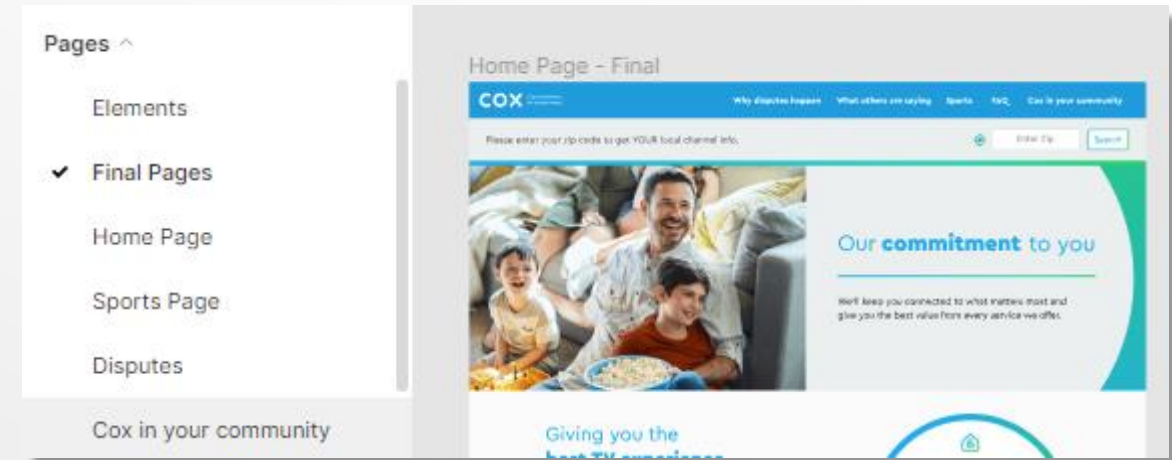 Pages
Elements
Final Pages
Home Page
Sports Page
Disputes
Cox in your community
Home Page - Final
COX
Why disputes happen What others are saying Sports FAQ Cox in your community
Please enter your zip code to get YOUR local channel info.
Enter Zip Search
Our commitment to you
We'll keep you connected to what matters most and
give you the best value from every service we offer.
Giving you the
best TV experience